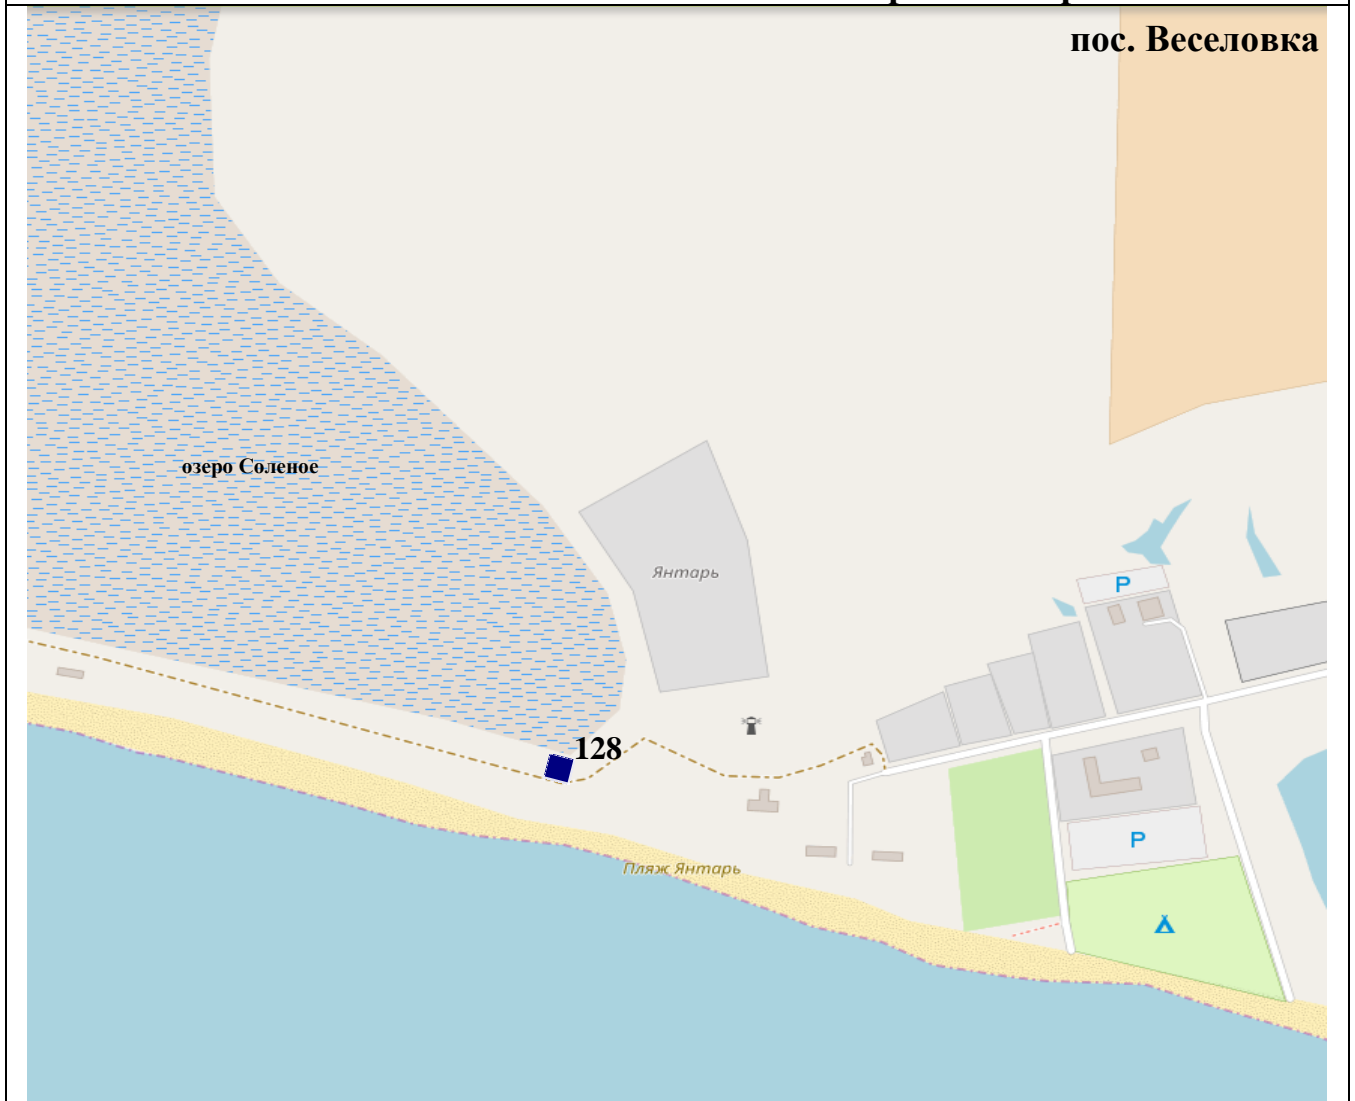 пос. Веселовка
озеро Соленое
Янтарь
P
128
P
Пляж Янтарь